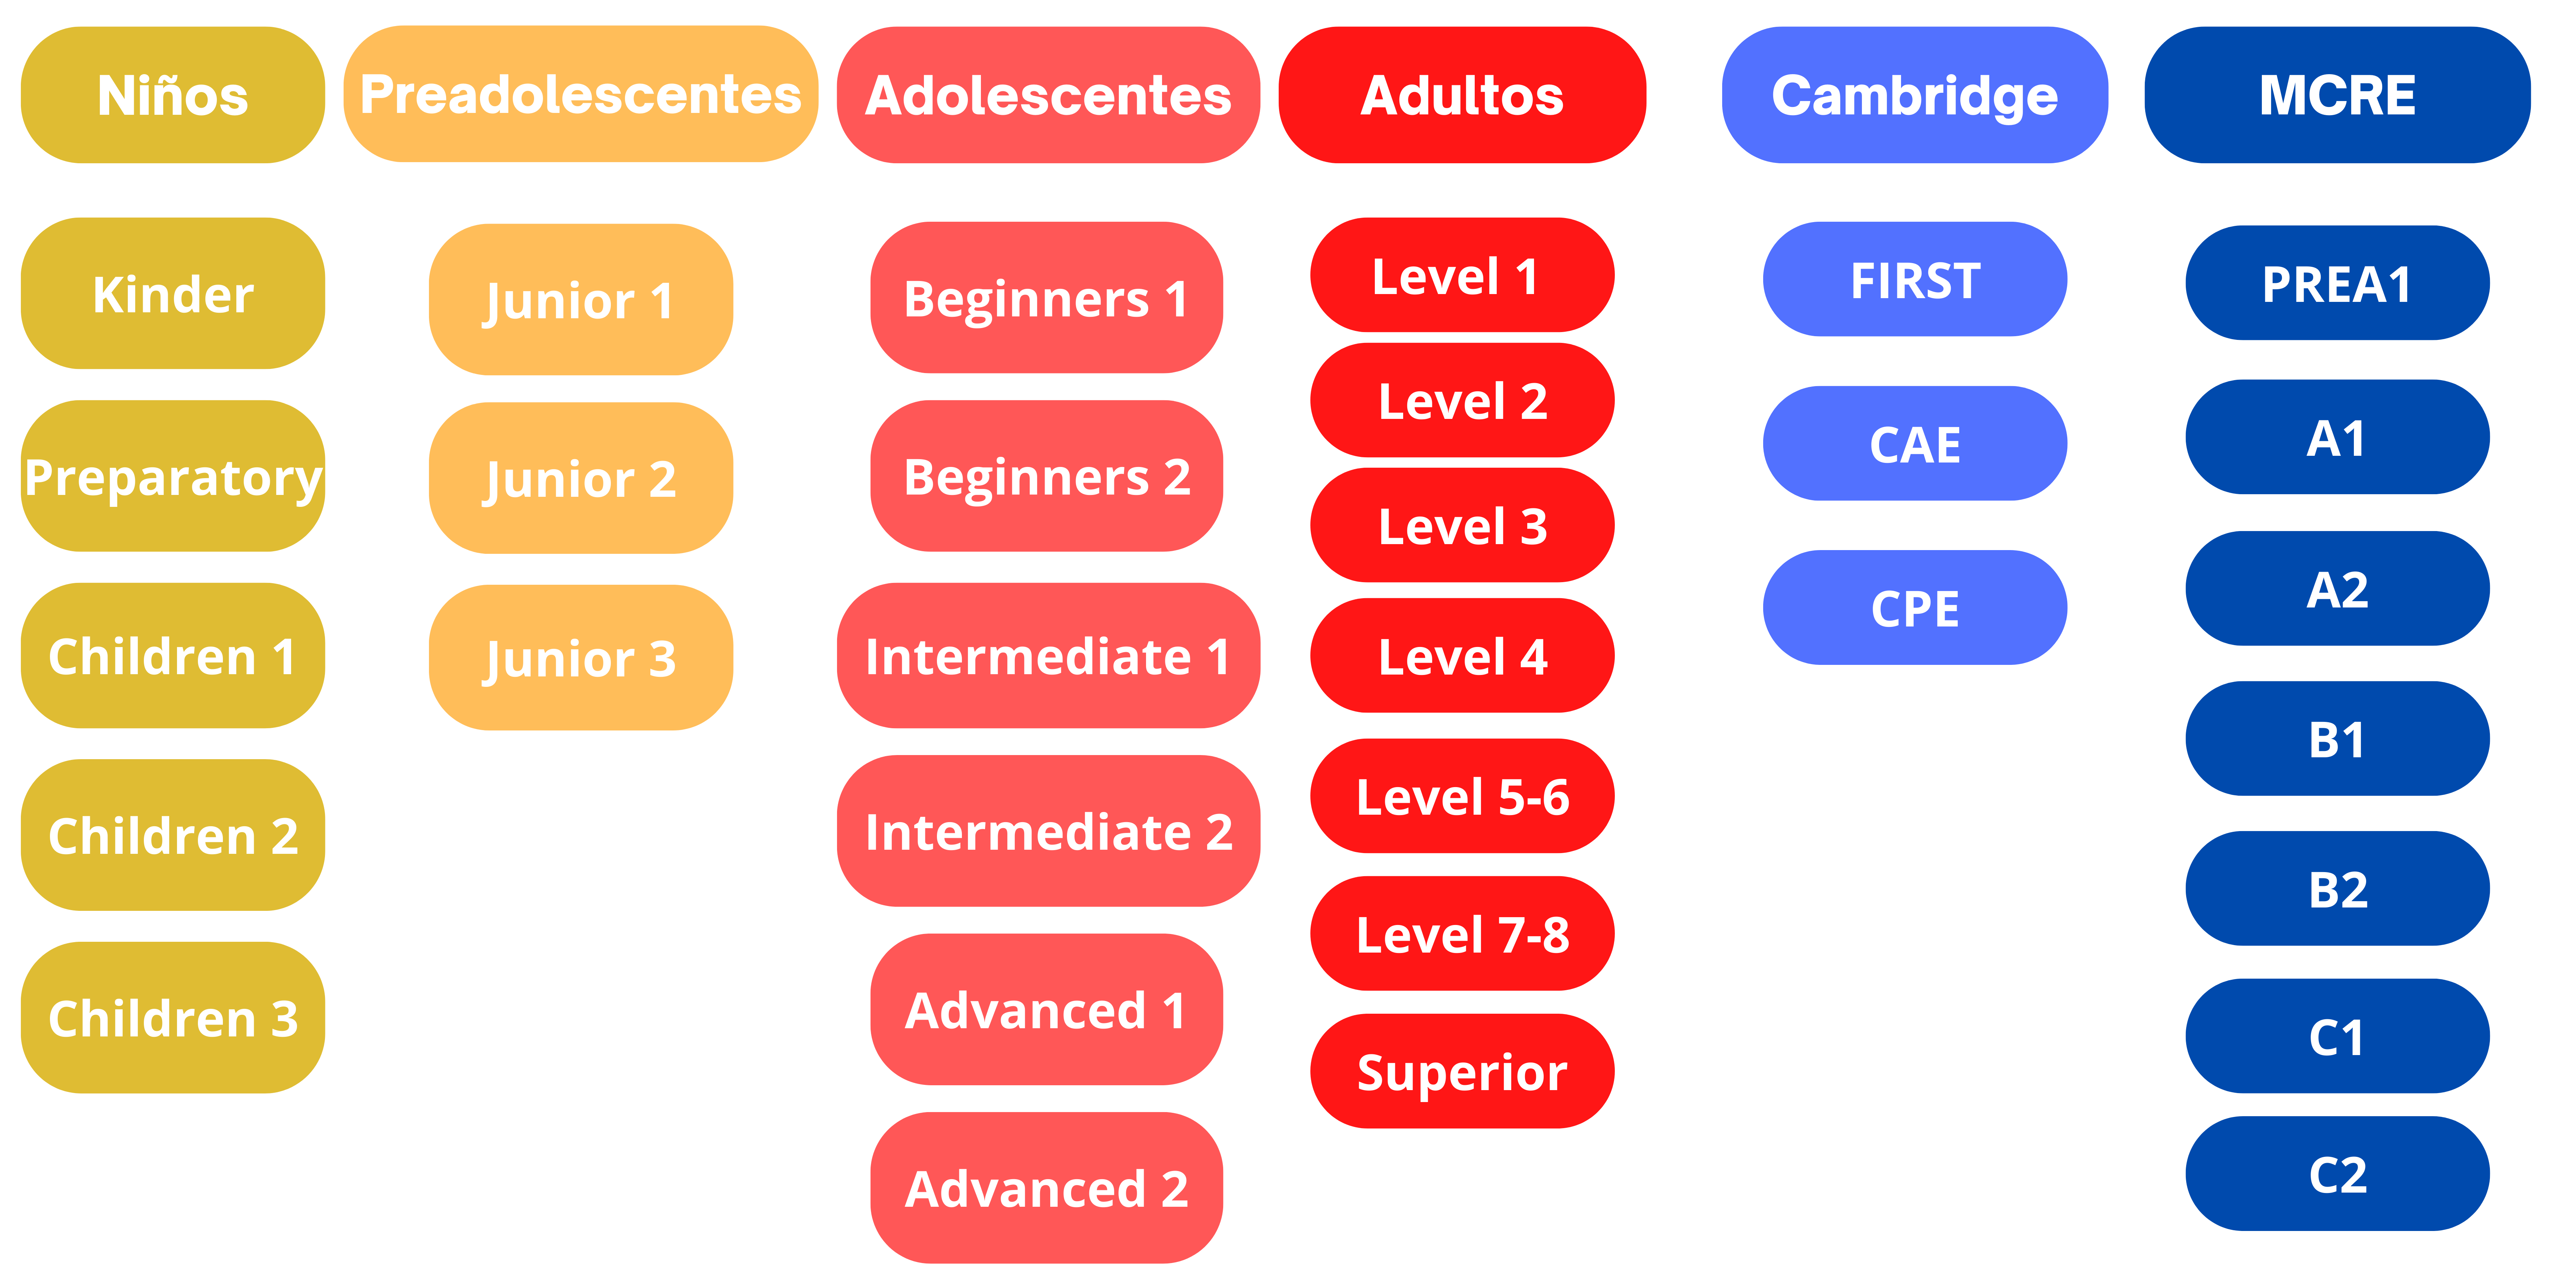 Niños
Kinder
Preparatory
Children 1
Children 2
Children 3
Preadolescentes
Junior 1
Junior 2
Junior 3
Adolescentes
Beginners 1
Beginners 2
Intermediate 1
Intermediate 2
Advanced 1
Advanced 2
Adultos
Level 1
Level 2
Level 3
Level 4
Level 5-6
Level 7-8
Superior
Cambridge
FIRST
CAE
CPE
MCRE
PREA1
A1
A2
B1
B2
C1
C2